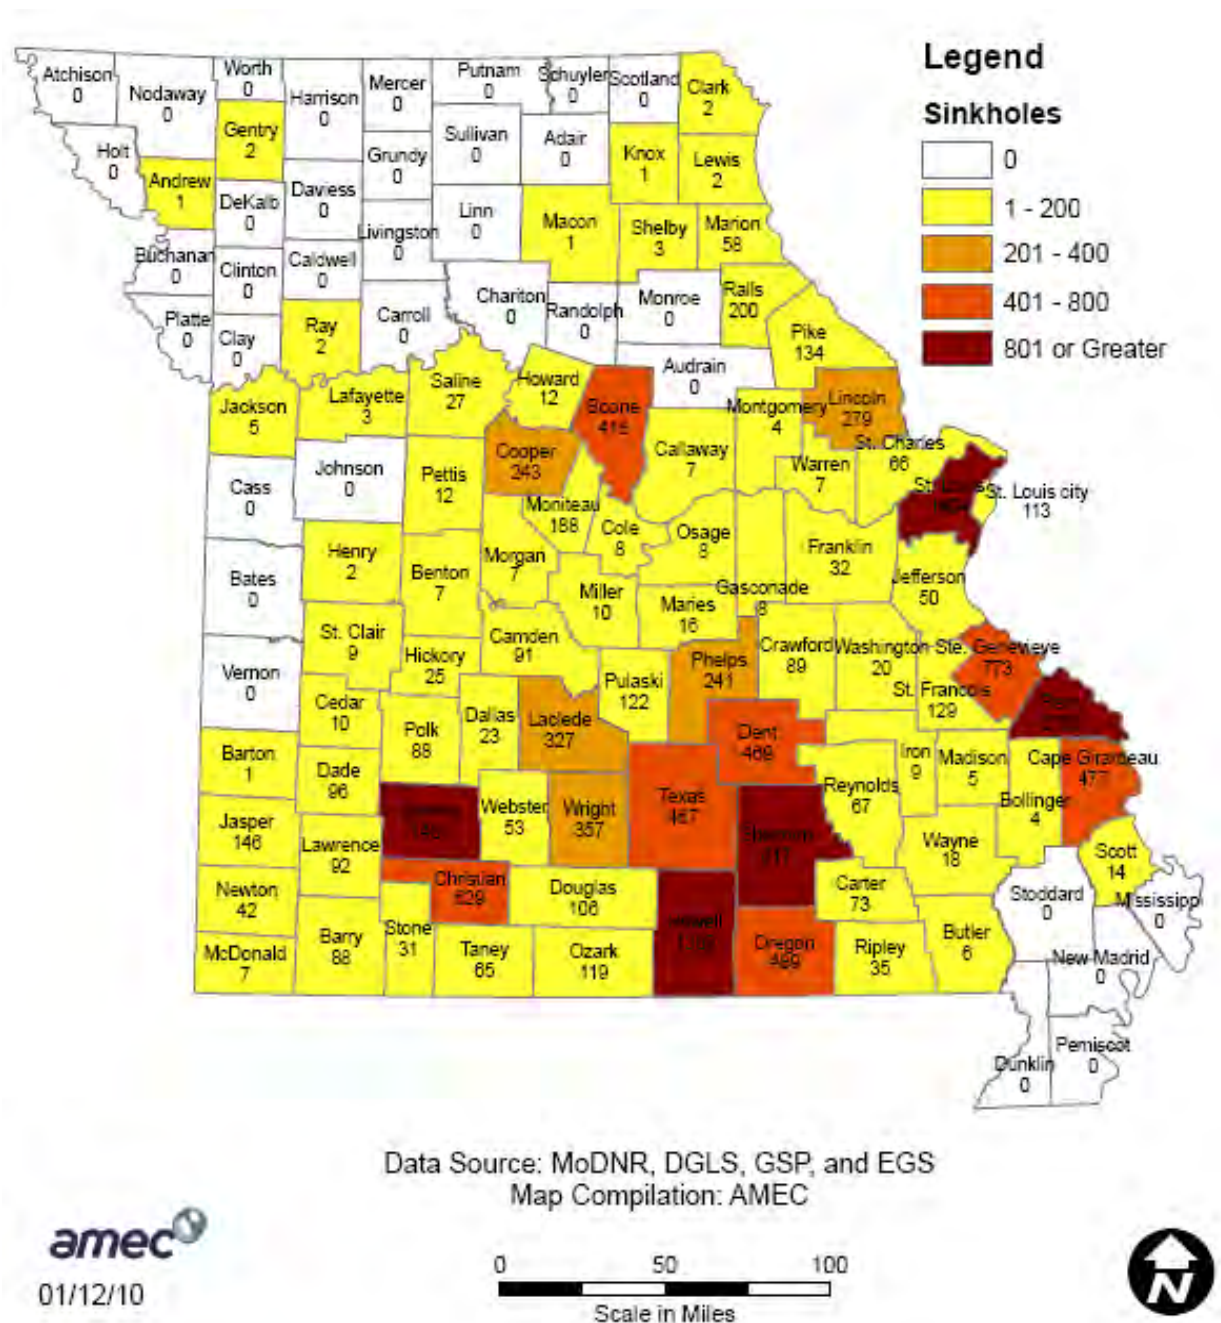 Legend
Sinkholes
0
1 - 200
201 - 400
401 - 800
801 or Greater
Atchison
0
Nodaway
0
Worth
0
Harrison
0
Mercer
0
Putnam
0
Schuyler
0
Scotland
0
Clark
2
Holt
0
Andrew
1
Gentry
2
DeKalb
0
Daviess
0
Grundy
0
Sullivan
0
Adair
0
Knox
1
Lewis
2
Buchanan
0
Clinton
0
Caldwell
0
Livingston
0
Linn
0
Macon
1
Shelby
3
Marion
58
Platte
0
Clay
0
Ray
2
Carroll
0
Chariton
0
Randolph
0
Monroe
0
Ralls
200
Pike
134
Audrain
0
Jackson
5
Lafayette
3
Saline
27
Howard
12
Boone
415
Callaway
7
Montgomery
4
Lincoln
279
St. Charles
66
Warren
7
St. Louis city
113
Cass
0
Johnson
0
Pettis
12
Cooper
243
Moniteau
188
Cole
8
Osage
8
Gasconade
8
Franklin
32
Jefferson
50
Bates
0
Henry
2
Benton
7
Morgan
7
Miller
10
Maries
16
Vernon
0
St. Clair
9
Hickory
25
Camden
91
Pulaski
122
Phelps
241
Crawford
89
Washington
20
Ste. Genevieve
773
St. Francois
129
Cedar
10
Polk
88
Dallas
23
Laclede
327
Dent
469
Iron
9
Madison
5
Cape Girardeau
477
Bollinger
4
Barton
1
Dade
96
Webster
53
Wright
357
Texas
467
Reynolds
67
Wayne
18
Scott
14
Jasper
146
Lawrence
92
Christian
629
Douglas
106
Carter
73
Stoddard
0
Mississippi
0
Newton
42
McDonald
7
Barry
88
Stone
31
Taney
65
Ozark
119
Howell
Oregon
Ripley
35
Butler
6
New Madrid
0
Dunklin
0
Pemiscot
0
Data Source: MoDNR, DGLS, GSP, and EGS
Map Compilation: AMEC
amec
01/12/10
0 50 100
Scale in Miles
N